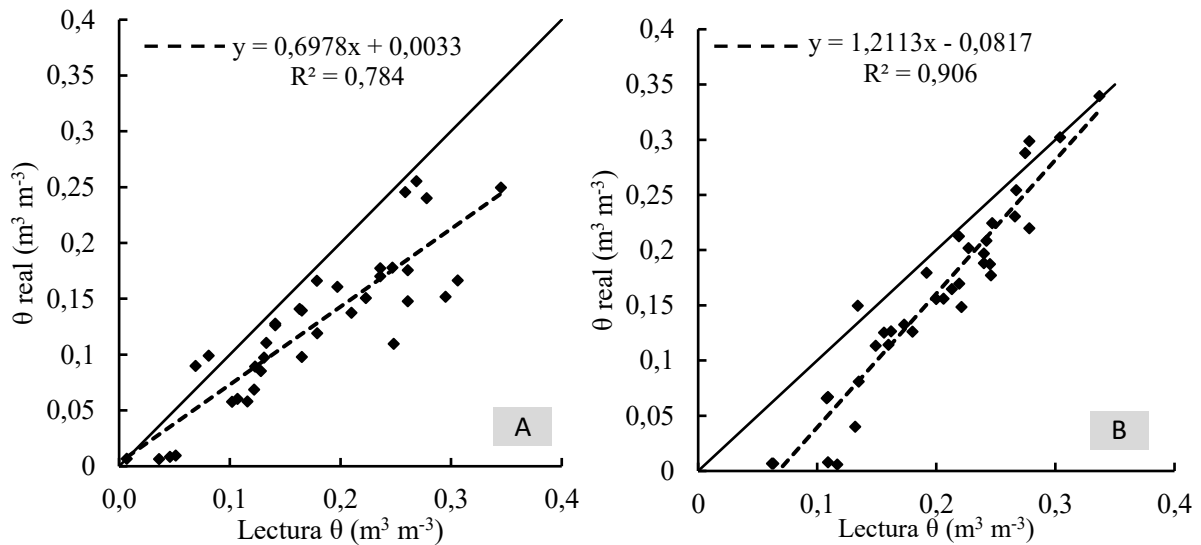 y = 0,6978x + 0,0033
R² = 0,784
0,4
0,35
0,3
0,25
0,2
0,15
0,1
0,05
0
θ real (m³ m⁻³)
0,0 0,1 0,2 0,3 0,4
Lectura θ (m³ m⁻³)
A
y = 1,2113x - 0,0817
R² = 0,906
0,4
0,35
0,3
0,25
0,2
0,15
0,1
0,05
0
θ real (m³ m⁻³)
0 0,1 0,2 0,3 0,4
Lectura θ (m³ m⁻³)
B